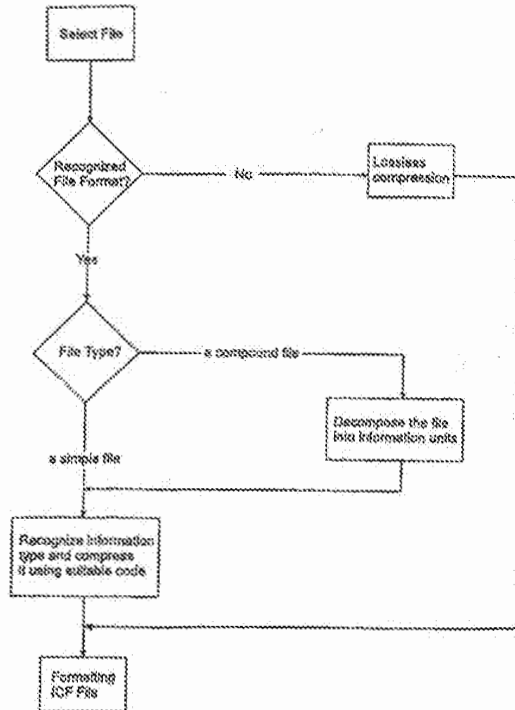 Select File
Recognized
File Format?
No
Lossless
compression
Yes
File Type?
a compound file
Decompose the file
into information units
a simple file
Recognize information
type and compress
it using suitable code
Formatting
ICF File